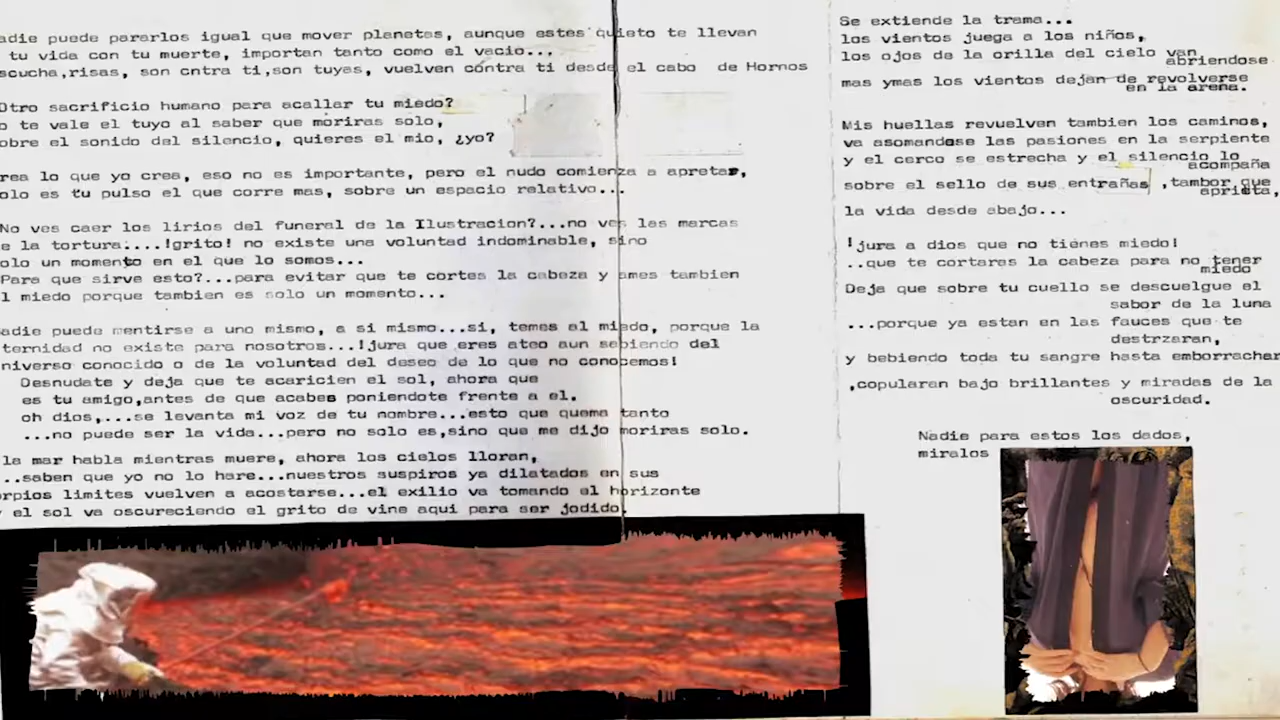 adie puede pararlos igual que mover planetas, aunque estes quieto te llevan
tu vida con tu muerte, importan tanto como el vacio...
scucha,risas, son cntra ti,son tuyas, vuelven contra ti desde el cabo de Hornos
Otro sacrificio humano para acallar tu miedo?
o te vale el tuyo al saber que moriras solo,
obre el sonido del silencio, quieres el mio, ¿yo?
rea lo que yo crea, eso no es importante, pero el nudo comienza a apretar,
olo es tu pulso el que corre mas, sobre un espacio relativo...
No ves caer los lirios del funeral de la Ilustracion?...no ves las marcas
e la tortura....!grito! no existe una voluntad indominable, sino
olo un momento en el que lo somos...
Para que sirve esto?...para evitar que te cortes la cabeza y ames tambien
l miedo porque tambien es solo un momento...
adie puede mentirse a uno mismo, a si mismo...si, temes al miedo, porque la
ternidad no existe para nosotros...!jura que eres ateo aun sabiendo del
niverso conocido o de la voluntad del deseo de lo que no conocemos!
Desnudate y deja que te acaricien el sol, ahora que
es tu amigo,antes de que acabes poniendote frente a el.
oh dios,...se levanta mi voz de tu nombre...esto que quema tanto
...no puede ser la vida...pero no solo es,sino que me dijo moriras solo.
la mar habla mientras muere, ahora los cielos lloran,
..saben que yo no lo hare...nuestros suspiros ya dilatados en sus
orpios limites vuelven a acostarse...el exilio va tomando el horizonte
y el sol va oscureciendo el grito de vine aqui para ser jodido.
Se extiende la trama...
los vientos juega a los niños,
los ojos de la orilla del cielo van
abriendose
mas ymas los vientos dejan de revolverse
en la arena.
Mis huellas revuelven tambien los caminos,
va asomandose las pasiones en la serpiente
y el cerco se estrecha y el silencio lo
acompaña
sobre el sello de sus entrañas ,tambor que
aprieta,
la vida desde abajo...
!jura a dios que no tienes miedo!
..que te cortaras la cabeza para no tener
miedo
Deja que sobre tu cuello se descuelgue el
sabor de la luna
...porque ya estan en las fauces que te
destrzaran,
y bebiendo toda tu sangre hasta emborrachar
,copularan bajo brillantes y miradas de la
oscuridad.
Nadie para estos los dados,
miralos